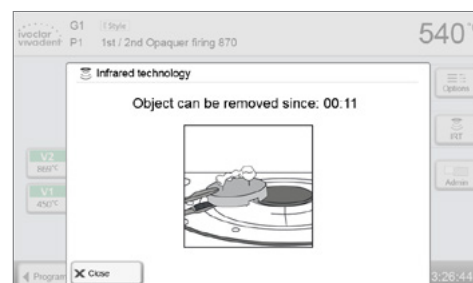 ivoclar
vivadent
G1 IStyle
P1 1st / 2nd Opaquer firing 870
540°
Infrared technology
Object can be removed since: 00:11
Options
IRT
Admin
V2
869°C
V1
450°C
Program
Close
3:26:44